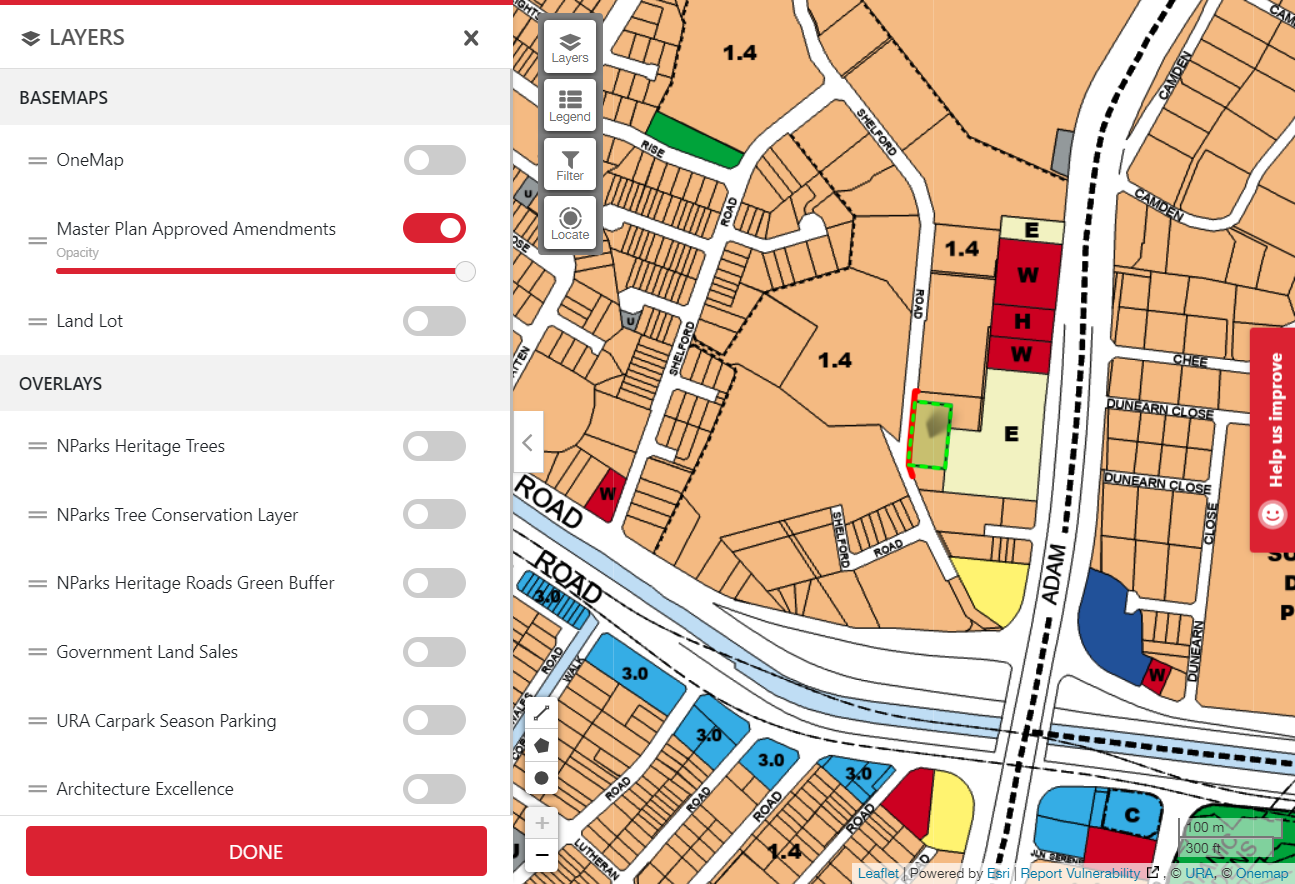 LAYERS
BASEMAPS
OneMap
Master Plan Approved Amendments
Opacity
Land Lot
OVERLAYS
NParks Heritage Trees
NParks Tree Conservation Layer
NParks Heritage Roads Green Buffer
Government Land Sales
URA Carpark Season Parking
Architecture Excellence
DONE
Layers
Legend
Filter
Locate
1.4
CAMDEN
SHELFORD
RISE
U
ROAD
CAMDEN
E
1.4
W
ROAD
H
U
SHELFORD
W
1.4
CHEE
DUNEARN CLOSE
E
Help us improve
DUNEARN CLOSE
W
ROAD
SHELFORD
ROAD
CLOSE
ADAM
ROAD
3.0
ROAD
WALK
3.0
DUNEARN
W
3.0
3.0
3.0
ROAD
ROAD
ROAD
ROAD
C
LUTHERAN
1.4
ROAD
+
−
100 m
300 ft
Leaflet | Powered by Esri | Report Vulnerability , © URA, © Onemap